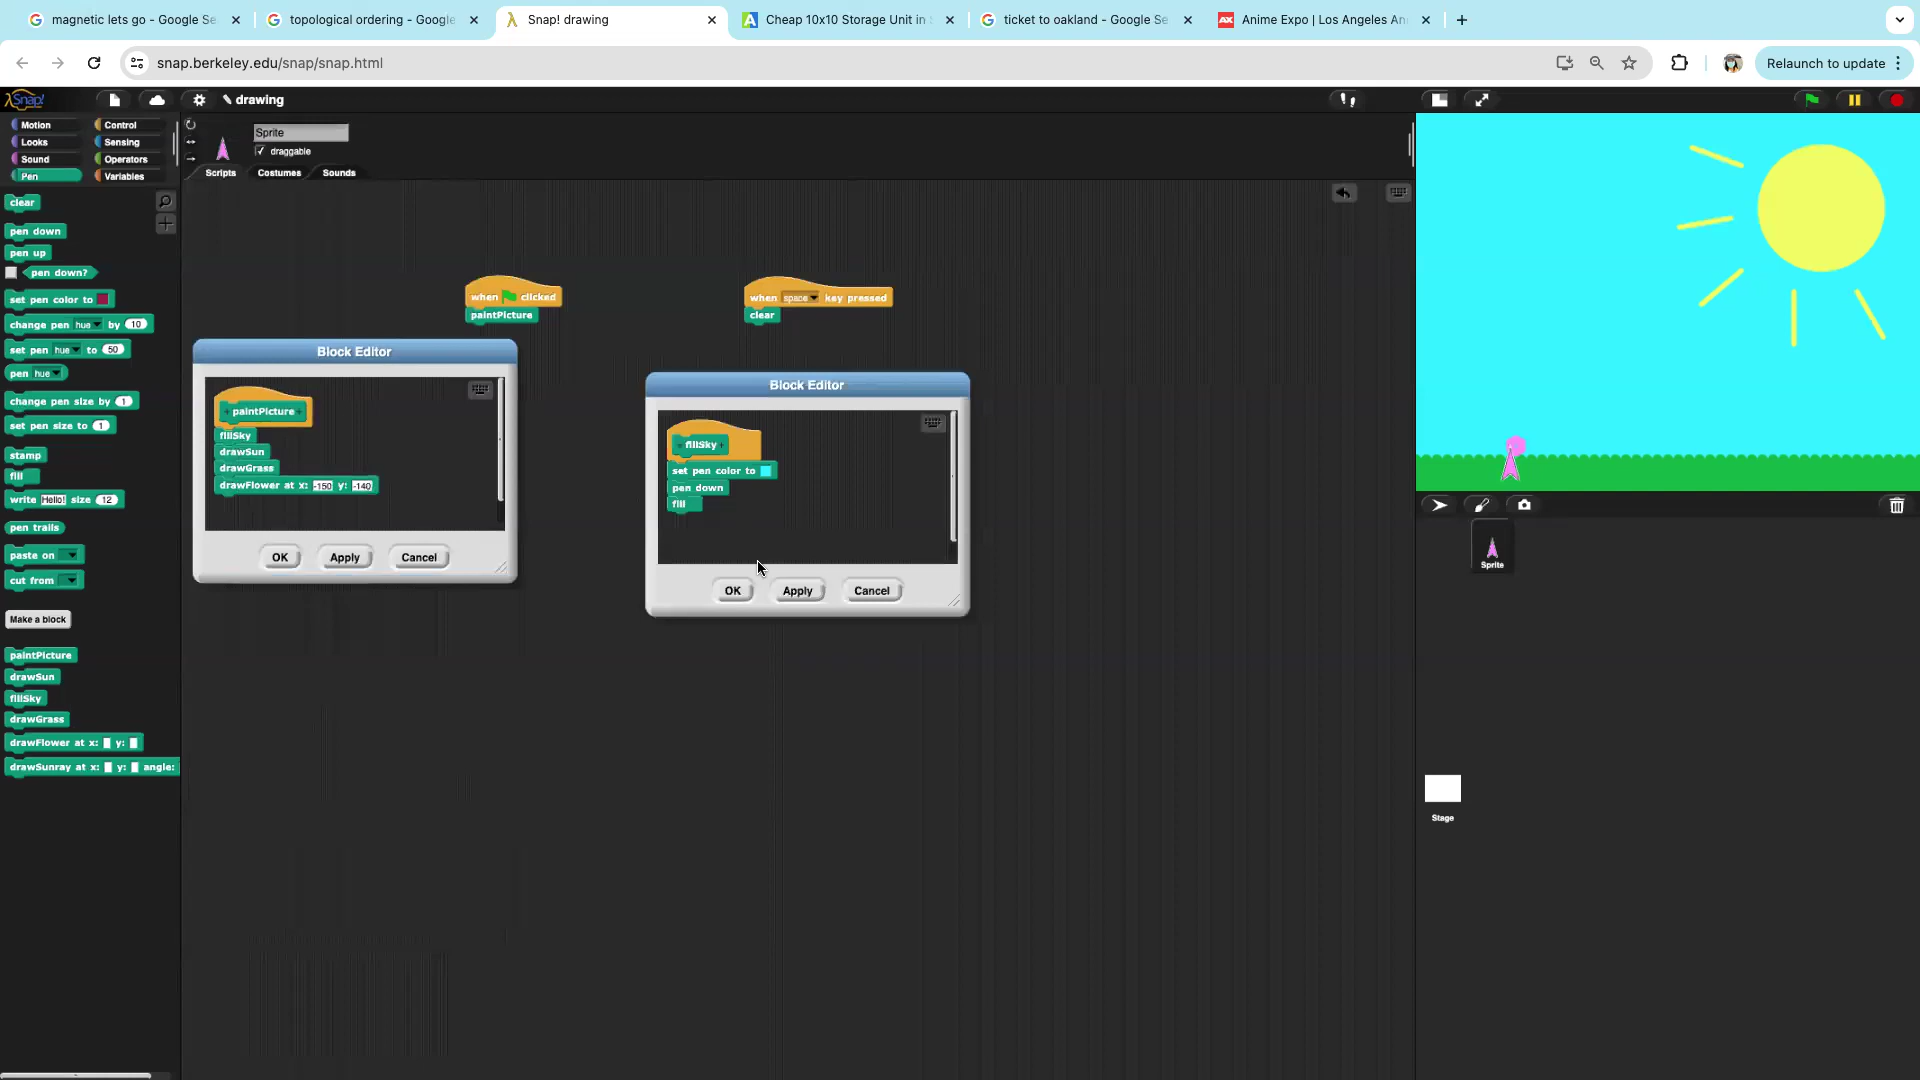 magnetic lets go - Google Se
topological ordering - Google
Snap! drawing
Cheap 10x10 Storage Unit in
ticket to oakland - Google Se
AX
Anime Expo | Los Angeles An
snap.berkeley.edu/snap/snap.html
Relaunch to update
Snap!
drawing
Motion
Control
Looks
Sensing
Sound
Operators
Pen
Variables
Sprite
draggable
Scripts
Costumes
Sounds
clear
pen down
pen up
pen down?
set pen color to
change pen hue by 10
set pen hue to 50
pen hue
change pen size by 1
set pen size to 1
stamp
fill
write Hello! size 12
pen trails
paste on
cut from
Make a block
paintPicture
drawSun
fillSky
drawGrass
drawFlower at x: y:
drawSunray at x: y: angle:
when clicked
paintPicture
when space key pressed
clear
Block Editor
+ paintPicture +
fillSky
drawSun
drawGrass
drawFlower at x: -150 y: -140
OK
Apply
Cancel
Block Editor
+ fillSky +
set pen color to
pen down
fill
OK
Apply
Cancel
Sprite
Stage